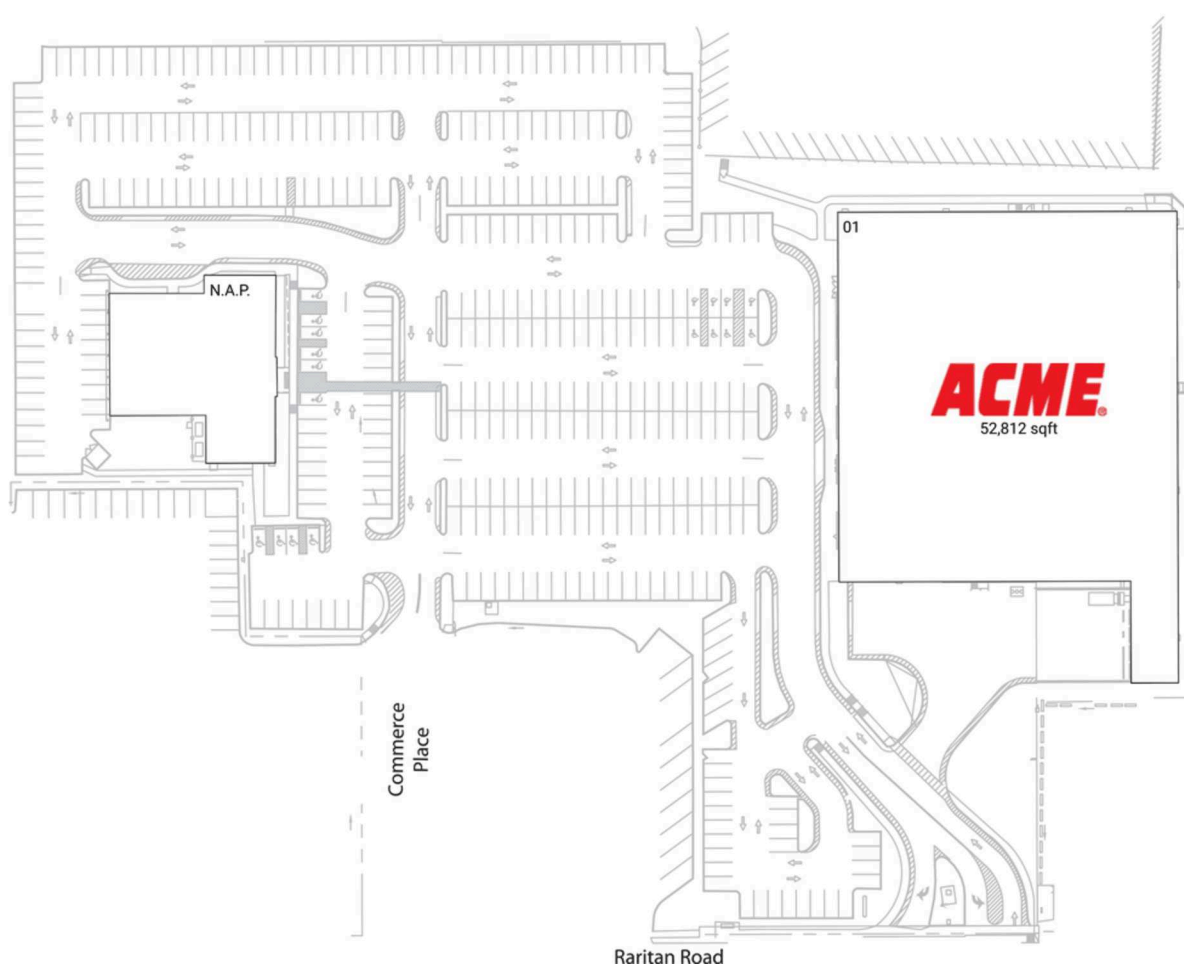 01
N.A.P.
ACME®
52,812 sqft
Commerce
Place
Raritan Road